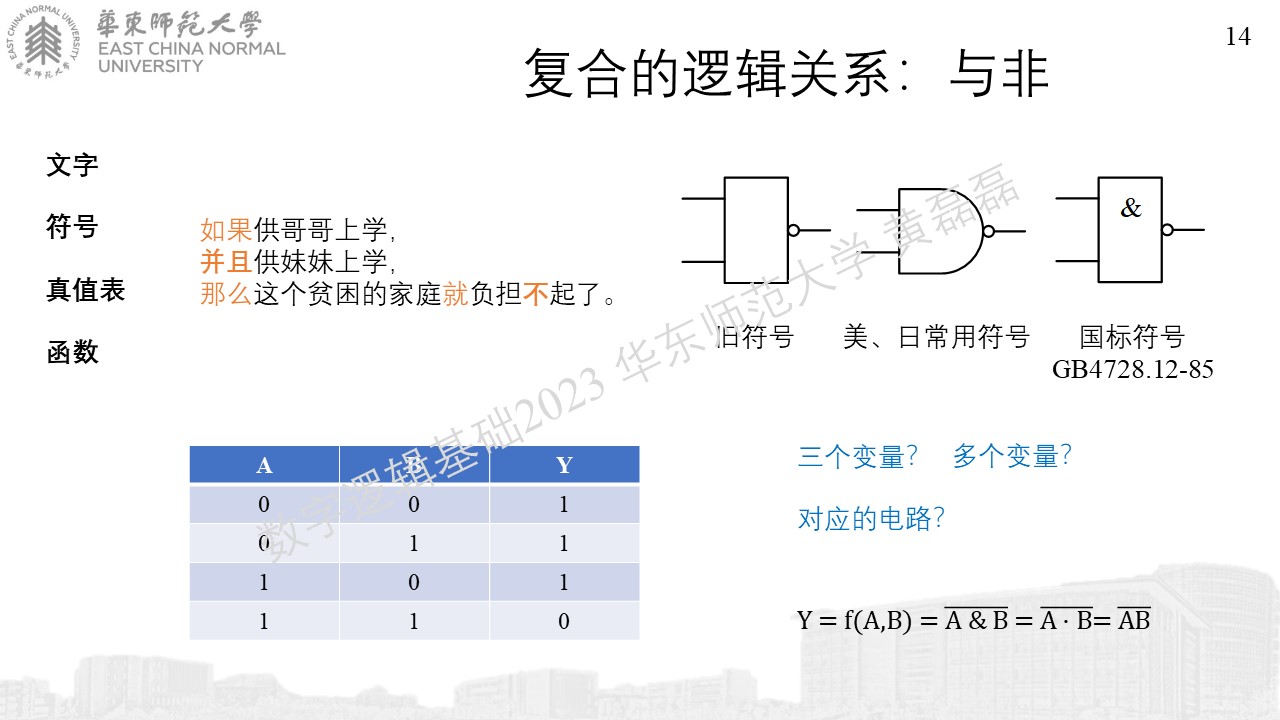 華東師範大學
EAST CHINA NORMAL
UNIVERSITY
EAST CHINA NORMAL UNIVERSITY
華東师范大学
14
复合的逻辑关系：与非
文字
符号
真值表
函数
如果供哥哥上学，
并且供妹妹上学，
那么这个贫困的家庭就负担不起了。
&
旧符号
美、日常用符号
国标符号
GB4728.12-85
A B Y
0 0 1
0 1 1
1 0 1
1 1 0
三个变量？ 多个变量？
对应的电路？
Y = f(A,B) = \overline{A & B} = \overline{A · B} = \overline{AB}
数字逻辑基础2023 华东师范大学 黄磊磊